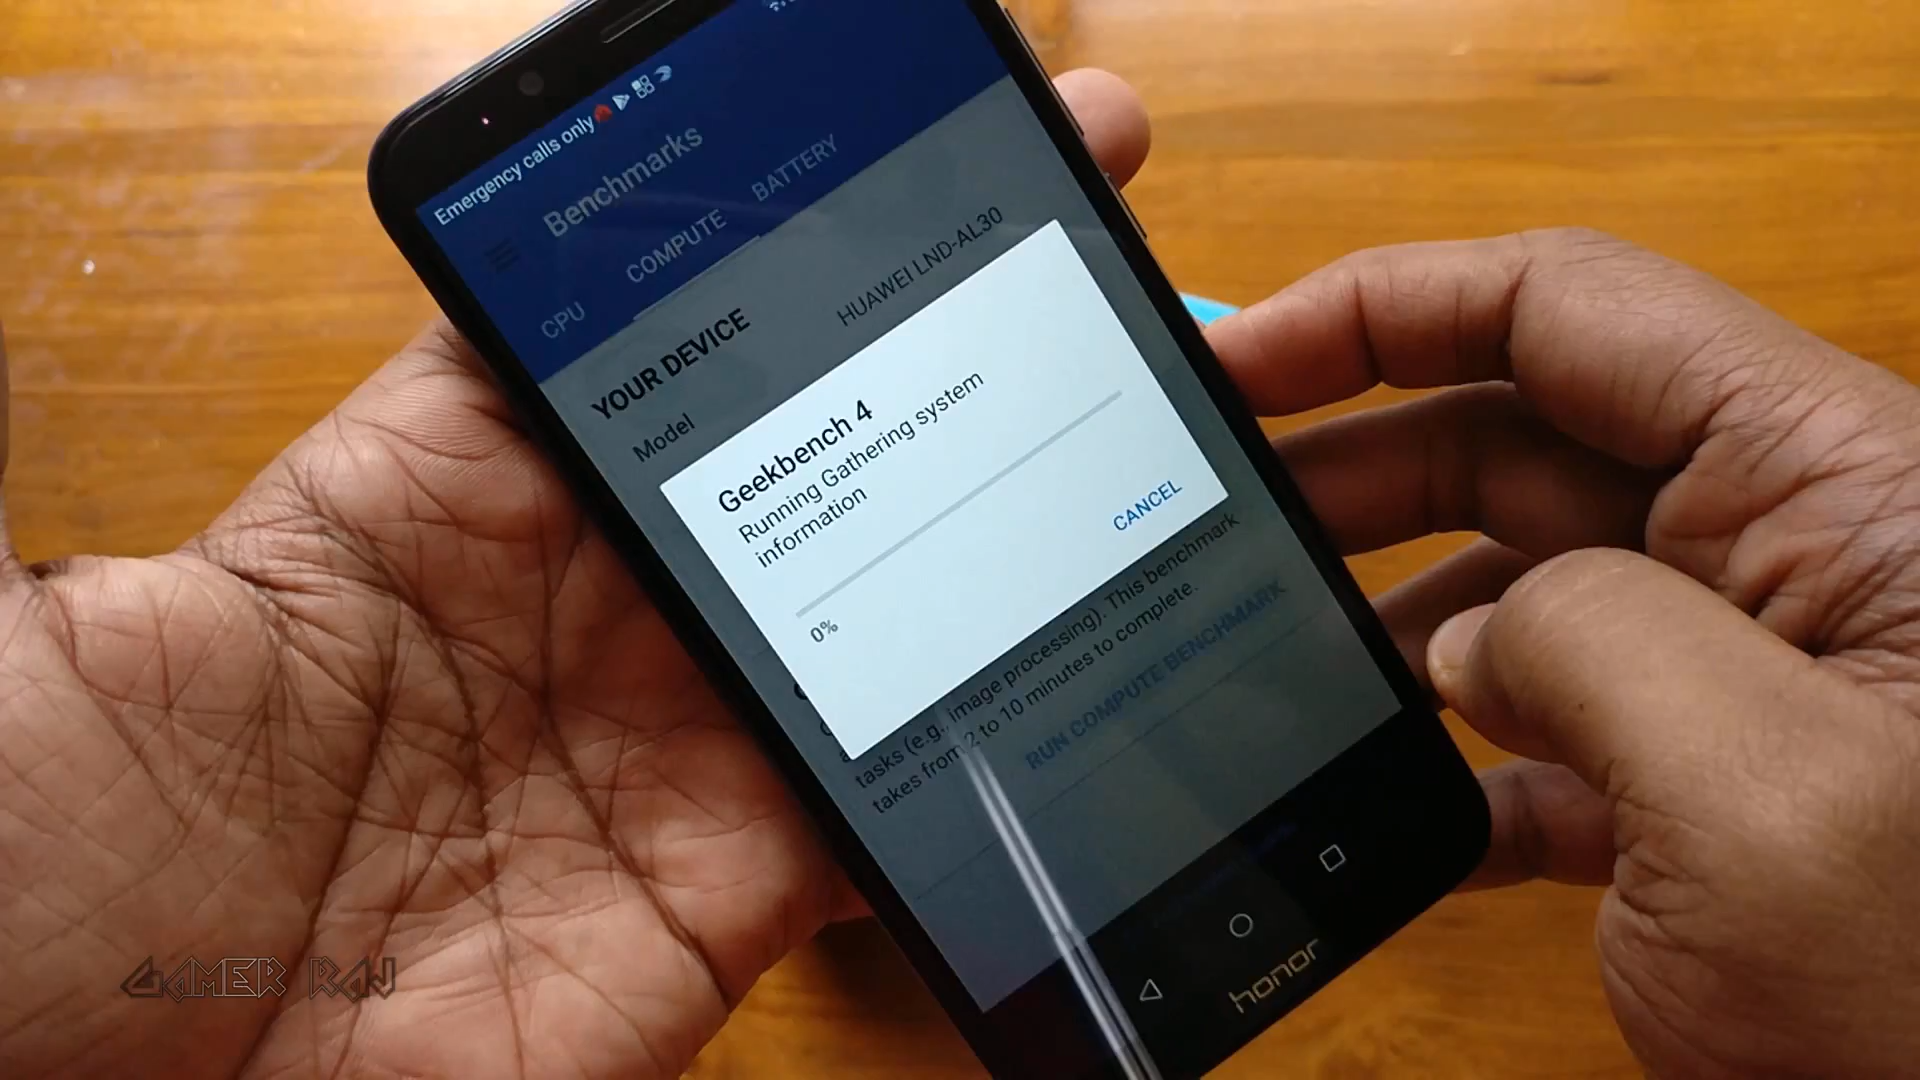 Emergency calls only
Benchmarks
CPU COMPUTE BATTERY
YOUR DEVICE
Model HUAWEI LND-AL30
Geekbench 4
Running Gathering system
information
0%
CANCEL
tasks (e.g., image processing). This benchmark
takes from 2 to 10 minutes to complete.
RUN COMPUTE BENCHMARK
honor
GAMER RAJ